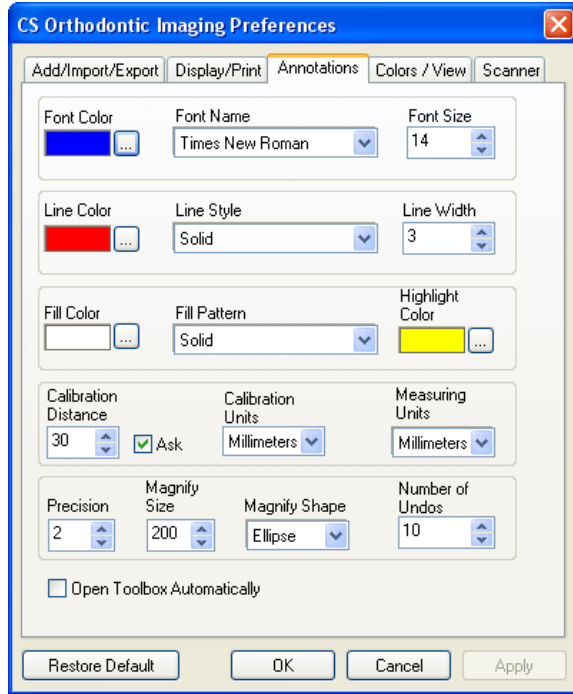 CS Orthodontic Imaging Preferences
Add/Import/Export Display/Print Annotations Colors / View Scanner
Font Color Font Name Font Size
... Times New Roman 14
Line Color Line Style Line Width
... Solid 3
Highlight
Fill Color Fill Pattern Color
... Solid ...
Calibration Calibration Measuring
Distance Units Units
30 Ask Millimeters Millimeters
Magnify Number of
Precision Size Magnify Shape Undos
2 200 Ellipse 10
Open Toolbox Automatically
Restore Default OK Cancel Apply